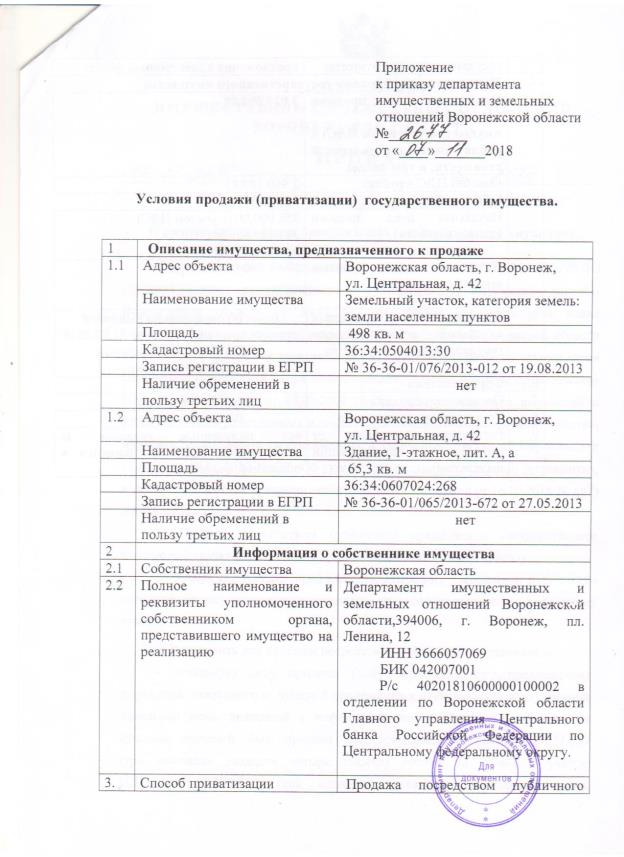 Приложение
к приказу департамента
имущественных и земельных
отношений Воронежской области
№ 2677
от « 07 » 11 2018
Условия продажи (приватизации) государственного имущества.
1 Описание имущества, предназначенного к продаже
1.1 Адрес объекта Воронежская область, г. Воронеж,
ул. Центральная, д. 42
Наименование имущества Земельный участок, категория земель:
земли населенных пунктов
Площадь 498 кв. м
Кадастровый номер 36:34:0504013:30
Запись регистрации в ЕГРП № 36-36-01/076/2013-012 от 19.08.2013
Наличие обременений в нет
пользу третьих лиц
1.2 Адрес объекта Воронежская область, г. Воронеж,
ул. Центральная, д. 42
Наименование имущества Здание, 1-этажное, лит. А, а
Площадь 65,3 кв. м
Кадастровый номер 36:34:0607024:268
Запись регистрации в ЕГРП № 36-36-01/065/2013-672 от 27.05.2013
Наличие обременений в нет
пользу третьих лиц
2 Информация о собственнике имущества
2.1 Собственник имущества Воронежская область
2.2 Полное наименование и Департамент имущественных и
реквизиты уполномоченного земельных отношений Воронежской
собственником органа, области,394006, г. Воронеж, пл.
представившего имущество на Ленина, 12
реализацию ИНН 3666057069
БИК 042007001
Р/с 40201810600000100002 в
отделении по Воронежской области
Главного управления Центрального
банка Российской Федерации по
Центральному федеральному округу.
3. Способ приватизации Продажа посредством публичного
Департамент имущественных и земельных отношений
Воронежской области
Для
документов